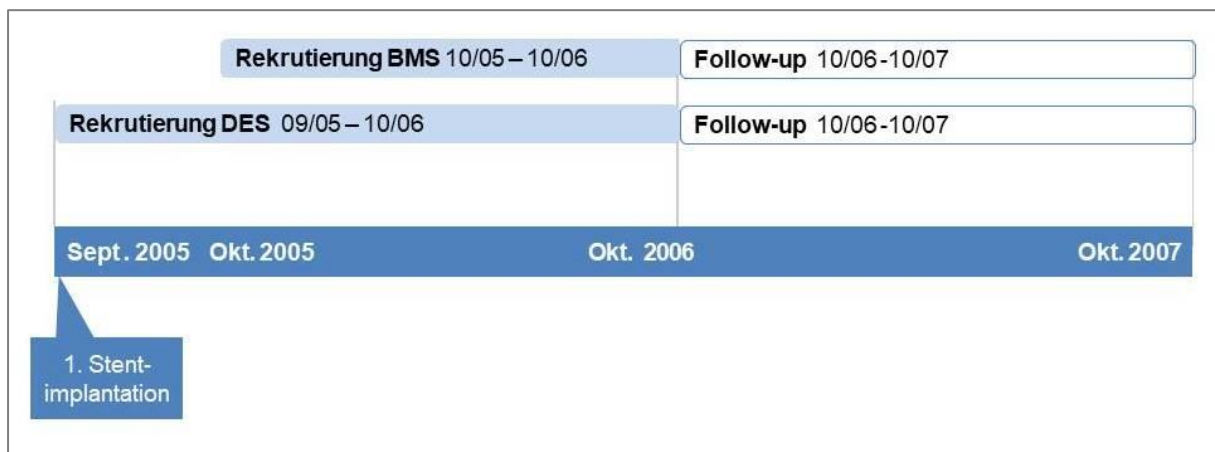 Rekrutierung BMS 10/05 – 10/06
Follow-up 10/06 -10/07
Rekrutierung DES 09/05 – 10/06
Follow-up 10/06 -10/07
Sept. 2005 Okt. 2005 Okt. 2006 Okt. 2007
1. Stent-
implantation